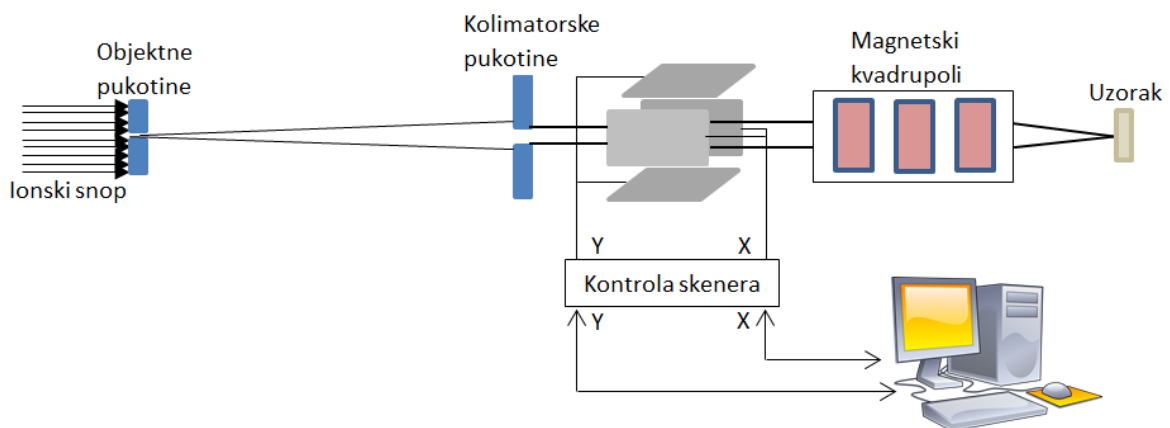 Objektne
pukotine
Kolimatorske
pukotine
Magnetski
kvadrupoli
Uzorak
Ionski snop
Y X
Kontrola skenera
Y X